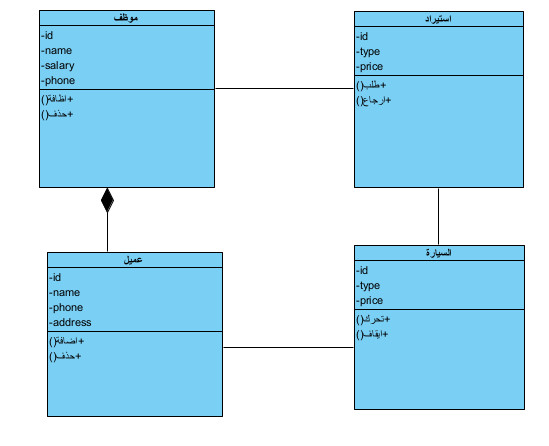 موظف
-id
-name
-salary
-phone
+اظافة()
+حذف()
استيراد
-id
-type
-price
+طلب()
+ارجاع()
عميل
-id
-name
-phone
-address
+اضافة()
+حذف()
السيارة
-id
-type
-price
+تحرك()
+ايقاف()